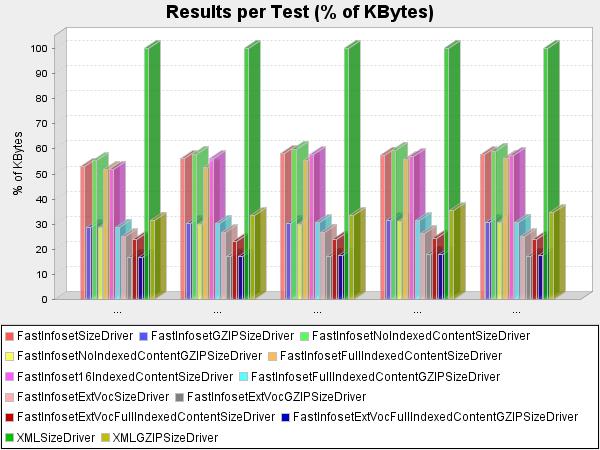 Results per Test (% of KBytes)
% of KBytes
100
90
80
70
60
50
40
30
20
10
0
... ... ... ... ...
FastInfosetSizeDriver FastInfosetGZIPSizeDriver FastInfosetNoIndexedContentSizeDriver
FastInfosetNoIndexedContentGZIPSizeDriver FastInfosetFullIndexedContentSizeDriver
FastInfoset16IndexedContentSizeDriver FastInfosetFullIndexedContentGZIPSizeDriver
FastInfosetExtVocSizeDriver FastInfosetExtVocGZIPSizeDriver
FastInfosetExtVocFullIndexedContentSizeDriver FastInfosetExtVocFullIndexedContentGZIPSizeDriver
XMLSizeDriver XMLGZIPSizeDriver